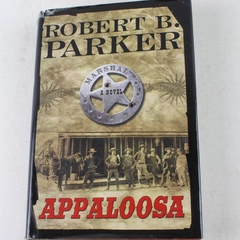 ROBERT B.
PARKER
MARSHAL
A NOVEL
APPALOOSA